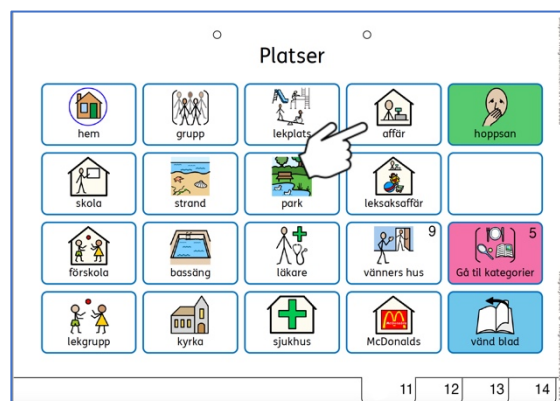 Platser
hem grupp lekplats affär hoppsan
skola strand park leksaksaffär
9 5
förskola bassäng läkare vänners hus Gå til kategorier
lekgrupp kyrka sjukhus McDonalds vänd blad
11 12 13 14